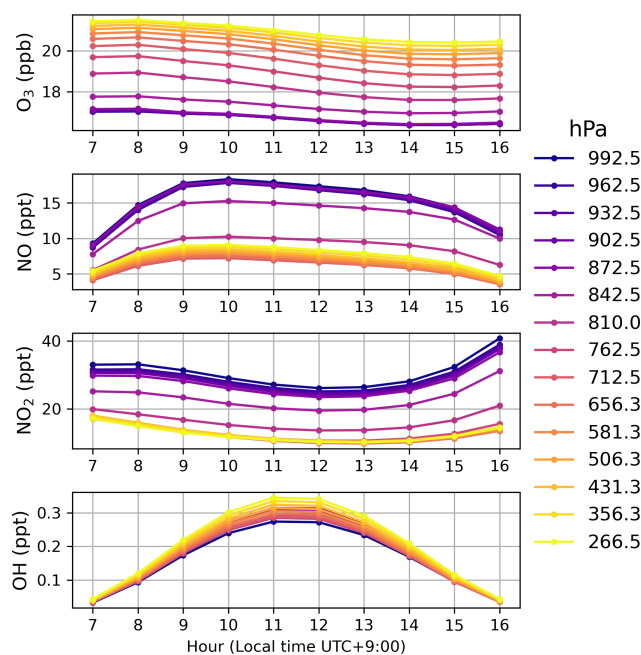 O₃ (ppb)
20
18
7 8 9 10 11 12 13 14 15 16
NO (ppt)
15
10
5
7 8 9 10 11 12 13 14 15 16
NO₂ (ppt)
40
20
7 8 9 10 11 12 13 14 15 16
OH (ppt)
0.3
0.2
0.1
7 8 9 10 11 12 13 14 15 16
Hour (Local time UTC+9:00)
hPa
992.5
962.5
932.5
902.5
872.5
842.5
810.0
762.5
712.5
656.3
581.3
506.3
431.3
356.3
266.5